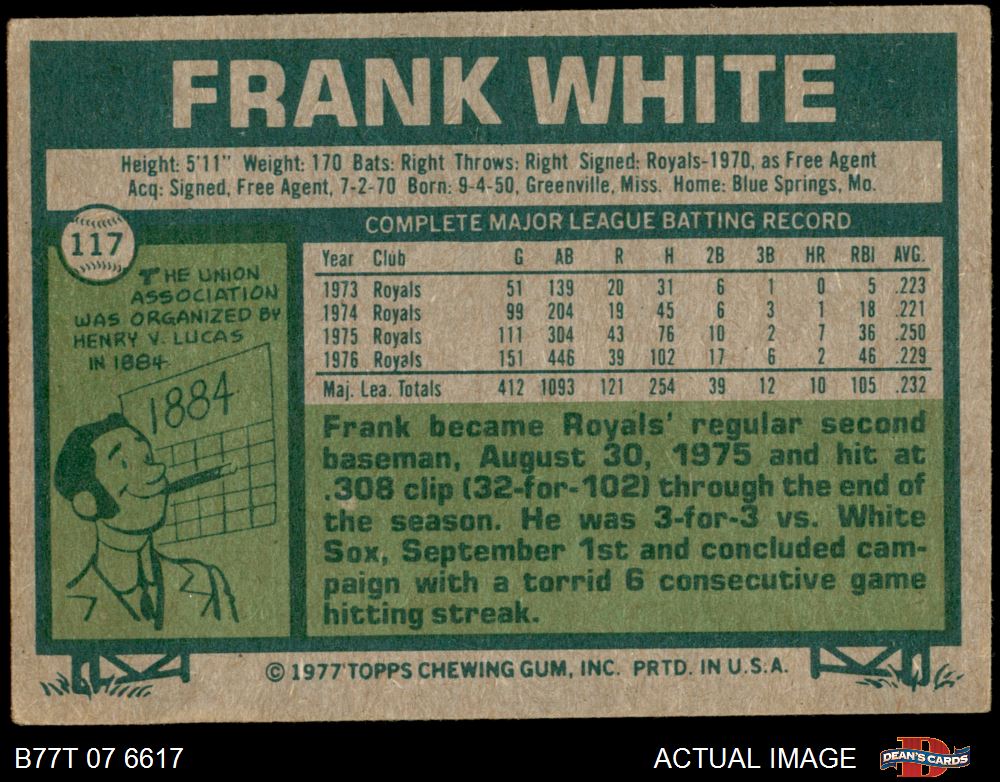 FRANK WHITE
Height: 5'11" Weight: 170 Bats: Right Throws: Right Signed: Royals-1970, as Free Agent
Acq: Signed, Free Agent, 7-2-70 Born: 9-4-50, Greenville, Miss. Home: Blue Springs, Mo.
117
THE UNION
ASSOCIATION
WAS ORGANIZED BY
HENRY V. LUCAS
IN 1884
1884
COMPLETE MAJOR LEAGUE BATTING RECORD
Year Club G AB R H 2B 3B HR RBI AVG.
1973 Royals 51 139 20 31 6 1 0 5 .223
1974 Royals 99 204 19 45 6 3 1 18 .221
1975 Royals 111 304 43 76 10 2 7 36 .250
1976 Royals 151 446 39 102 17 6 2 46 .229
Maj. Lea. Totals 412 1093 121 254 39 12 10 105 .232
Frank became Royals' regular second
baseman, August 30, 1975 and hit at
.308 clip (32-for-102) through the end of
the season. He was 3-for-3 vs. White
Sox, September 1st and concluded cam-
paign with a torrid 6 consecutive game
hitting streak.
© 1977 TOPPS CHEWING GUM, INC. PRTD. IN U.S.A.
B77T 07 6617
ACTUAL IMAGE
D
DEAN'S CARDS